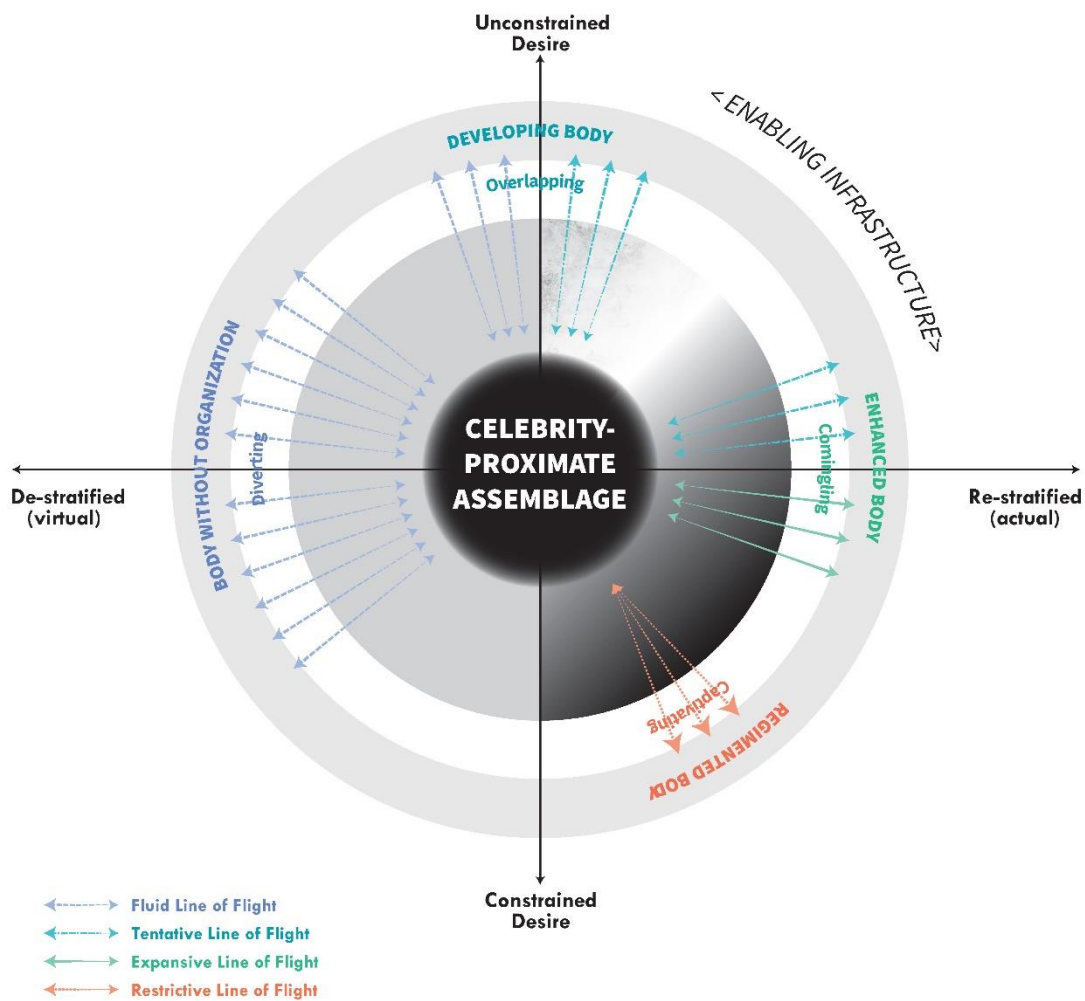 Unconstrained
Desire
< ENABLING INFRASTRUCTURE>
DEVELOPING BODY
Overlapping
BODY WITHOUT ORGANIZATION
Diverting
CELEBRITY-
PROXIMATE
ASSEMBLAGE
Comingling
ENHANCED BODY
De-stratified
(virtual)
Re-stratified
(actual)
Captivating
REGIMENTED BODY
Constrained
Desire
Fluid Line of Flight
Tentative Line of Flight
Expansive Line of Flight
Restrictive Line of Flight